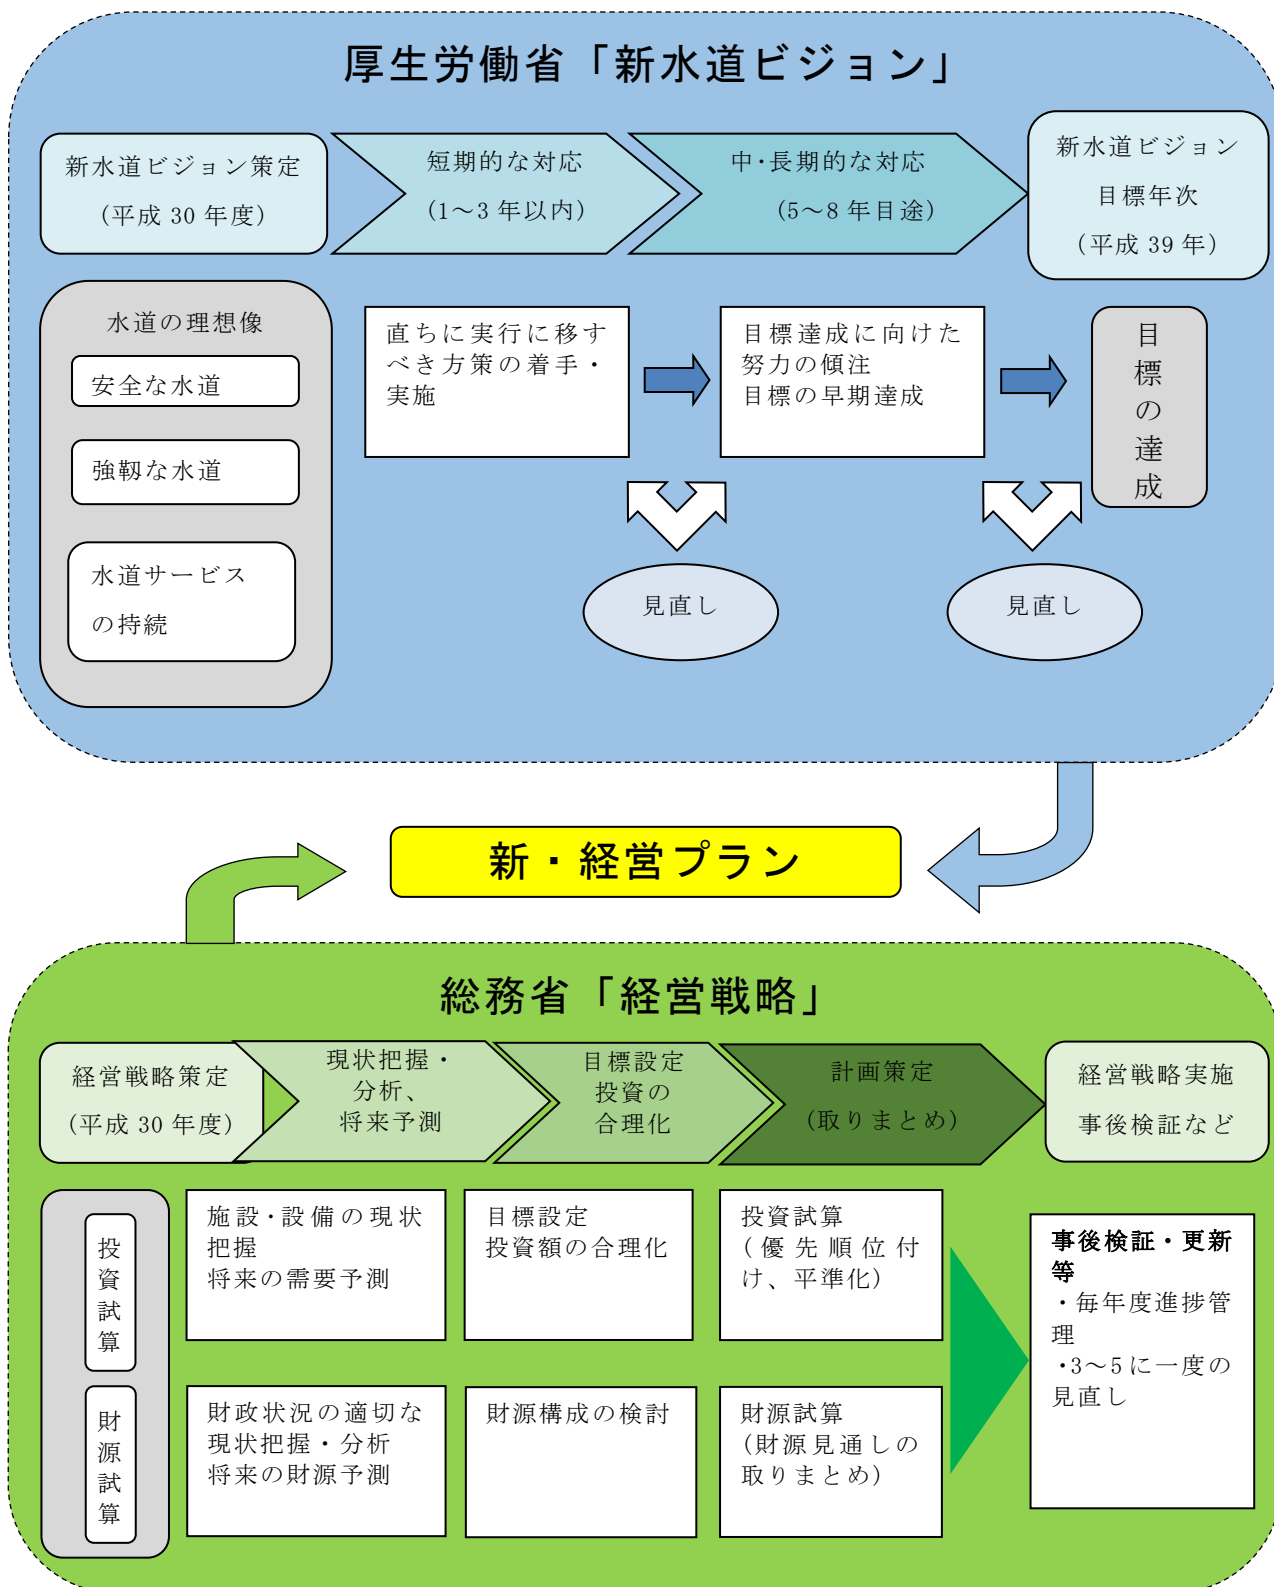 厚生労働省「新水道ビジョン」
新水道ビジョン策定
(平成 30 年度)
短期的な対応
(1～3 年以内)
中・長期的な対応
(5～8 年目途)
新水道ビジョン
目標年次
(平成 39 年)
水道の理想像
安全な水道
強靱な水道
水道サービス
の持続
直ちに実行に移す
べき方策の着手・
実施
目標達成に向けた
努力の傾注
目標の早期達成
目標の達成
見直し
見直し
新・経営プラン
総務省「経営戦略」
経営戦略策定
(平成 30 年度)
現状把握・
分析、
将来予測
目標設定
投資の
合理化
計画策定
(取りまとめ)
経営戦略実施
事後検証など
投資試算
施設・設備の現状
把握
将来の需要予測
目標設定
投資額の合理化
投資試算
(優先順位付
け、平準化)
事後検証・更新
等
・毎年度進捗管
理
・3～5 に一度の
見直し
財源試算
財政状況の適切な
現状把握・分析
将来の財源予測
財源構成の検討
財源試算
(財源見通しの
取りまとめ)